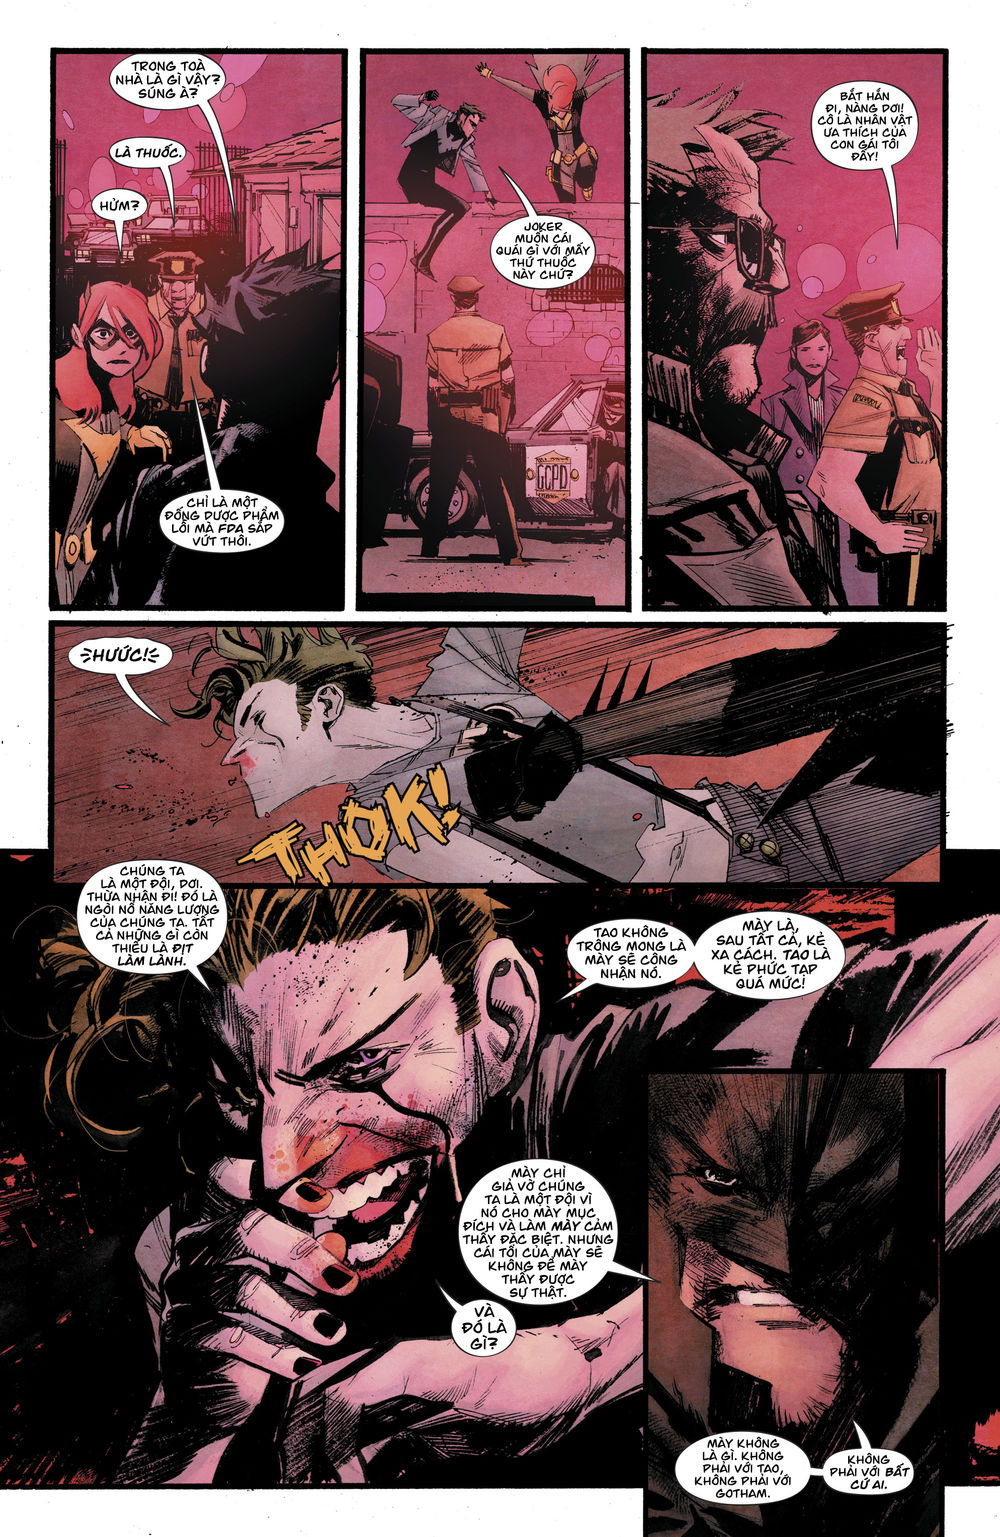 TRONG TOÀ
NHÀ LÀ GÌ VẬY?
SÚNG À?
LÀ THUỐC.
HỬM?
CHỈ LÀ MỘT
ĐỐNG DƯỢC PHẨM
LỖI MÀ FDA SẮP
VỨT THÔI.
JOKER
MUỐN CÁI
QUÁI GÌ VỚI MẤY
THỨ THUỐC
NÀY CHỨ?
GCPD
BẮT HẮN
ĐI, NÀNG DƠI!
CÔ LÀ NHÂN VẬT
ƯA THÍCH CỦA
CON GÁI TÔI
ĐẤY!
HƯỨC!
THOK!
CHÚNG TA
LÀ MỘT ĐỘI, DƠI.
THỪA NHẬN ĐI! ĐÓ LÀ
NGÒI NỔ NĂNG LƯỢNG
CỦA CHÚNG TA. TẤT
CẢ NHỮNG GÌ CÒN
THIẾU LÀ ĐỊT
LÀM LÀNH.
TAO KHÔNG
TRÔNG MONG LÀ
MÀY SẼ CÔNG
NHẬN NÓ.
MÀY LÀ,
SAU TẤT CẢ, KẺ
XA CÁCH. TAO LÀ
KẺ PHỨC TẠP
QUÁ MỨC!
MÀY CHỈ
GIẢ VỜ CHÚNG
TA LÀ MỘT ĐỘI VÌ
NÓ CHO MÀY MỤC
ĐÍCH VÀ LÀM MÀY CẢM
THẤY ĐẶC BIỆT. NHƯNG
CÁI TÔI CỦA MÀY SẼ
KHÔNG ĐỂ MÀY
THẤY ĐƯỢC
SỰ THẬT.
VÀ
ĐÓ LÀ
GÌ?
MÀY KHÔNG
LÀ GÌ. KHÔNG
PHẢI VỚI TAO,
KHÔNG PHẢI VỚI
GOTHAM.
KHÔNG
PHẢI VỚI BẤT
CỨ AI.